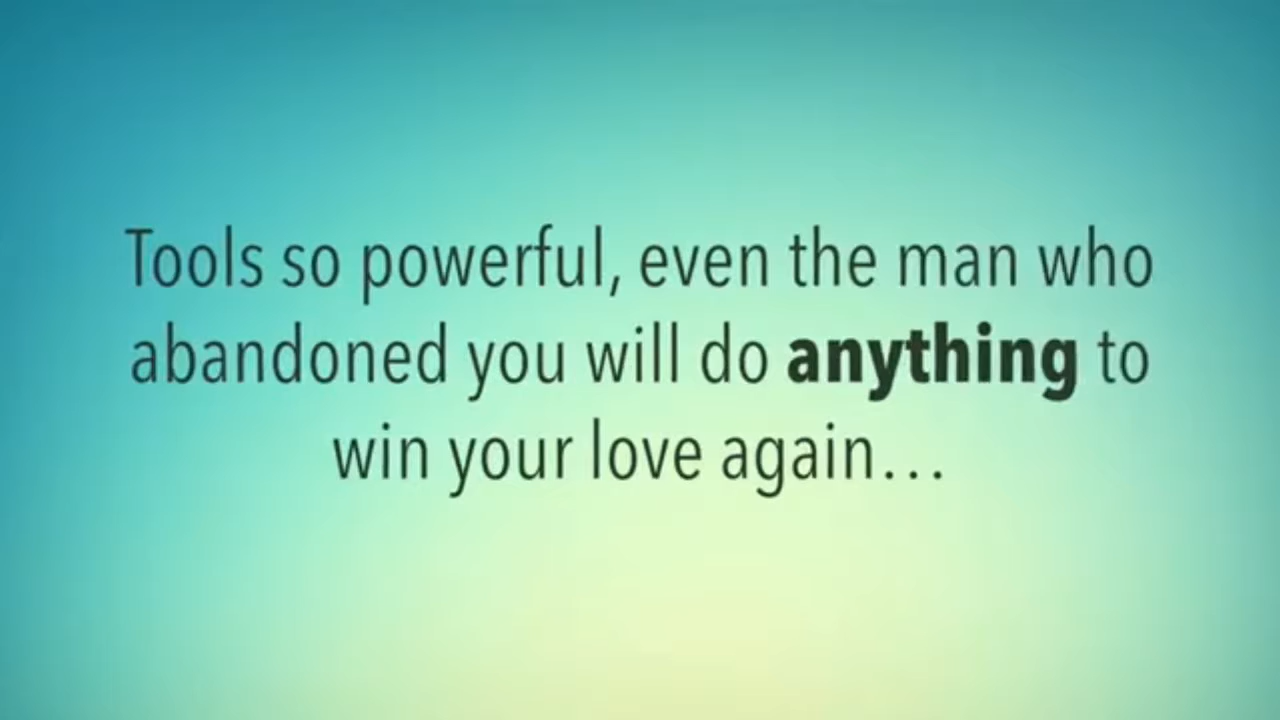 Tools so powerful, even the man who
abandoned you will do anything to
win your love again...